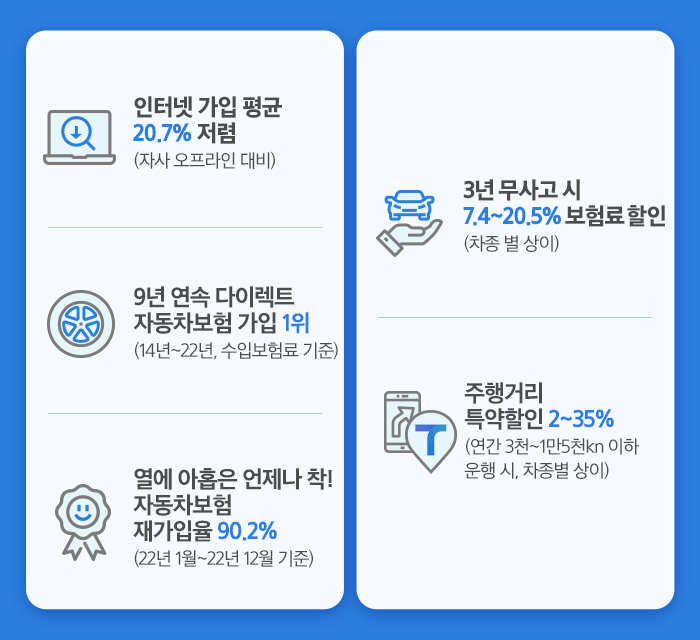 인터넷 가입 평균
20.7% 저렴
(자사 오프라인 대비)
9년 연속 다이렉트
자동차보험 가입 1위
(14년~22년, 수입보험료 기준)
열에 아홉은 언제나 착!
자동차보험
재가입율 90.2%
(22년 1월~22년 12월 기준)
3년 무사고 시
7.4~20.5% 보험료 할인
(차종 별 상이)
주행거리
특약할인 2~35%
(연간 3천~1만5천kn 이하
운행 시, 차종별 상이)
T